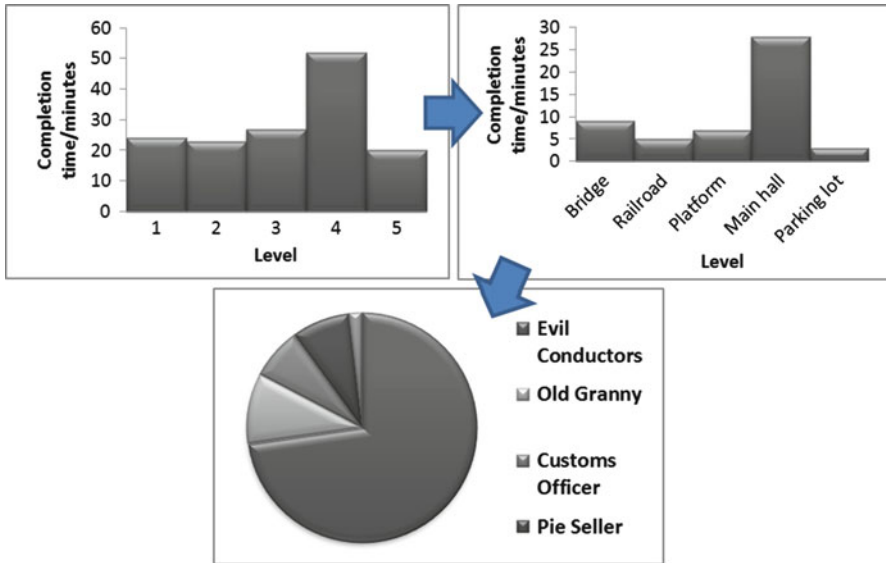 Completion
time/minutes
60
50
40
30
20
10
0
1 2 3 4 5
Level
Completion
time/minutes
30
25
20
15
10
5
0
Bridge
Railroad
Platform
Main hall
Parking lot
Level
Evil
Conductors
Old Granny
Customs
Officer
Pie Seller